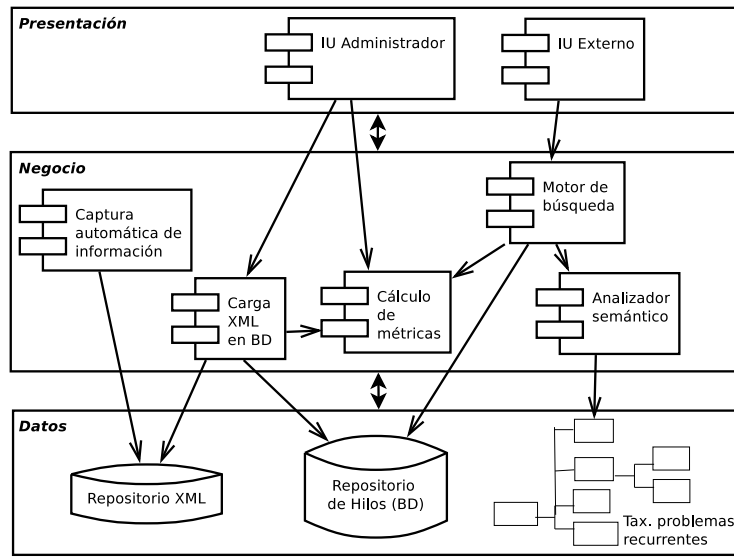 Presentación
IU Administrador
IU Externo
Negocio
Captura
automática de
información
Motor de
búsqueda
Carga
XML
en BD
Cálculo
de
métricas
Analizador
semántico
Datos
Repositorio XML
Repositorio
de Hilos (BD)
Tax. problemas
recurrentes